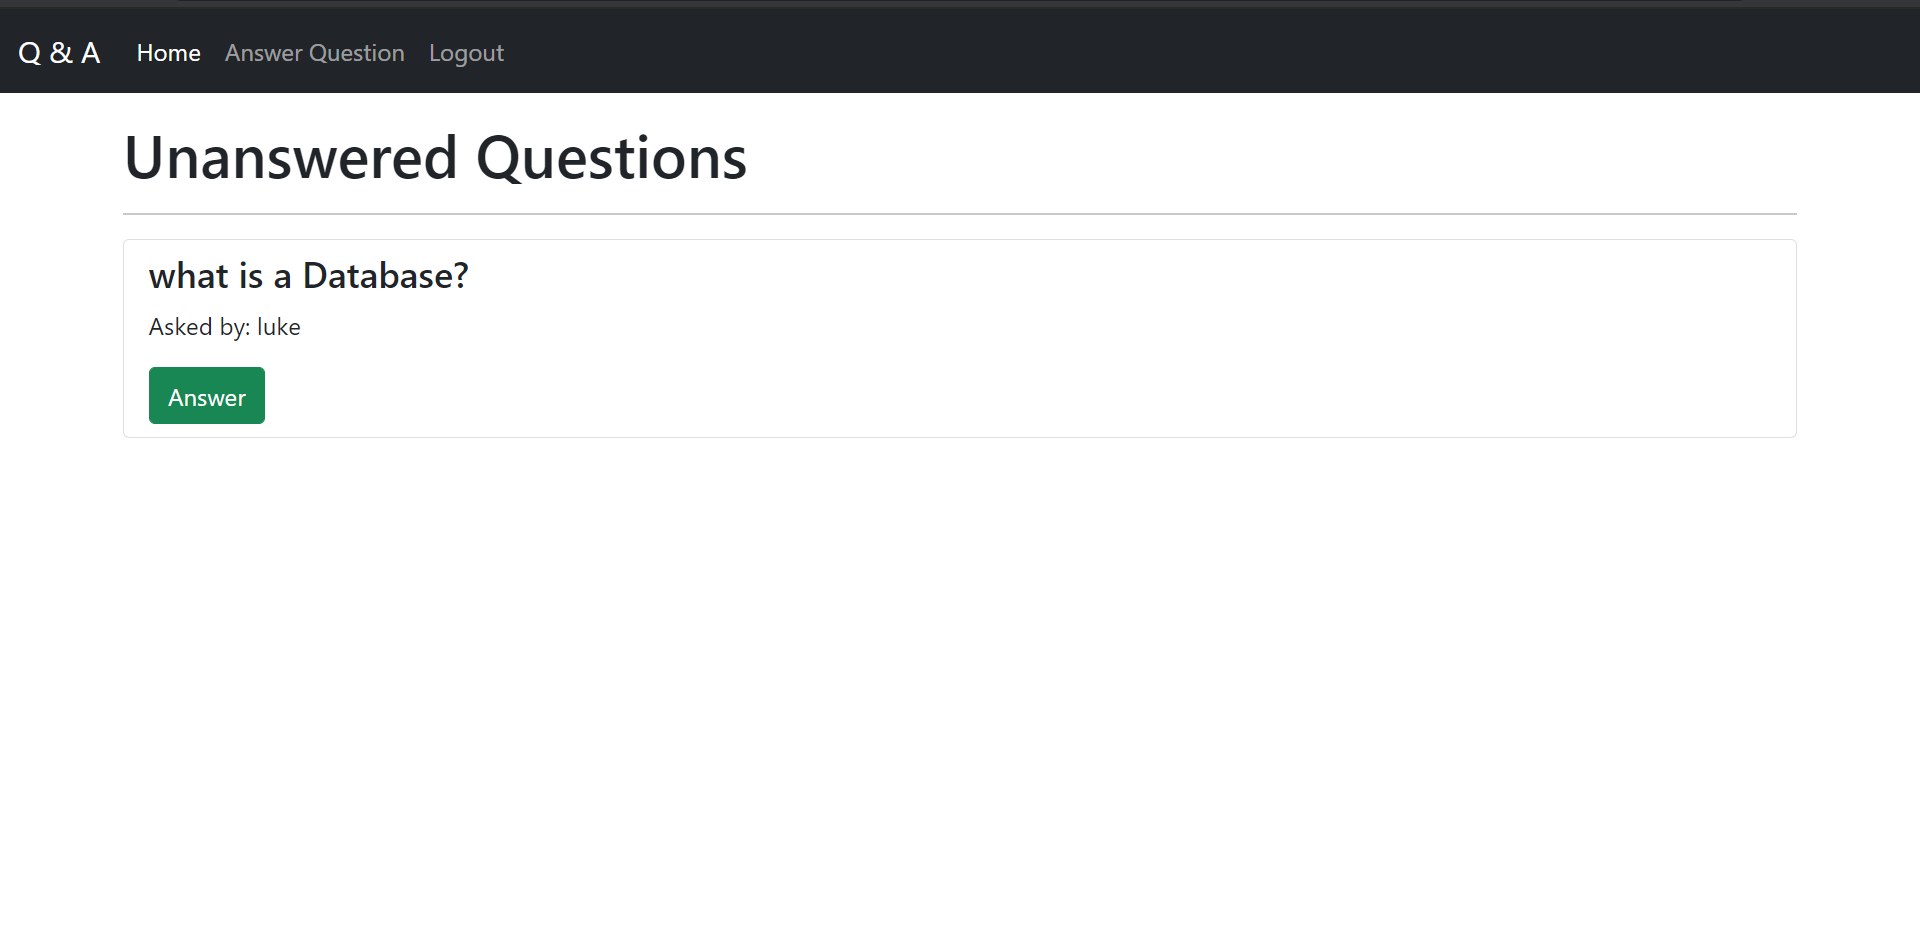 Q & A Home Answer Question Logout
Unanswered Questions
what is a Database?
Asked by: luke
Answer